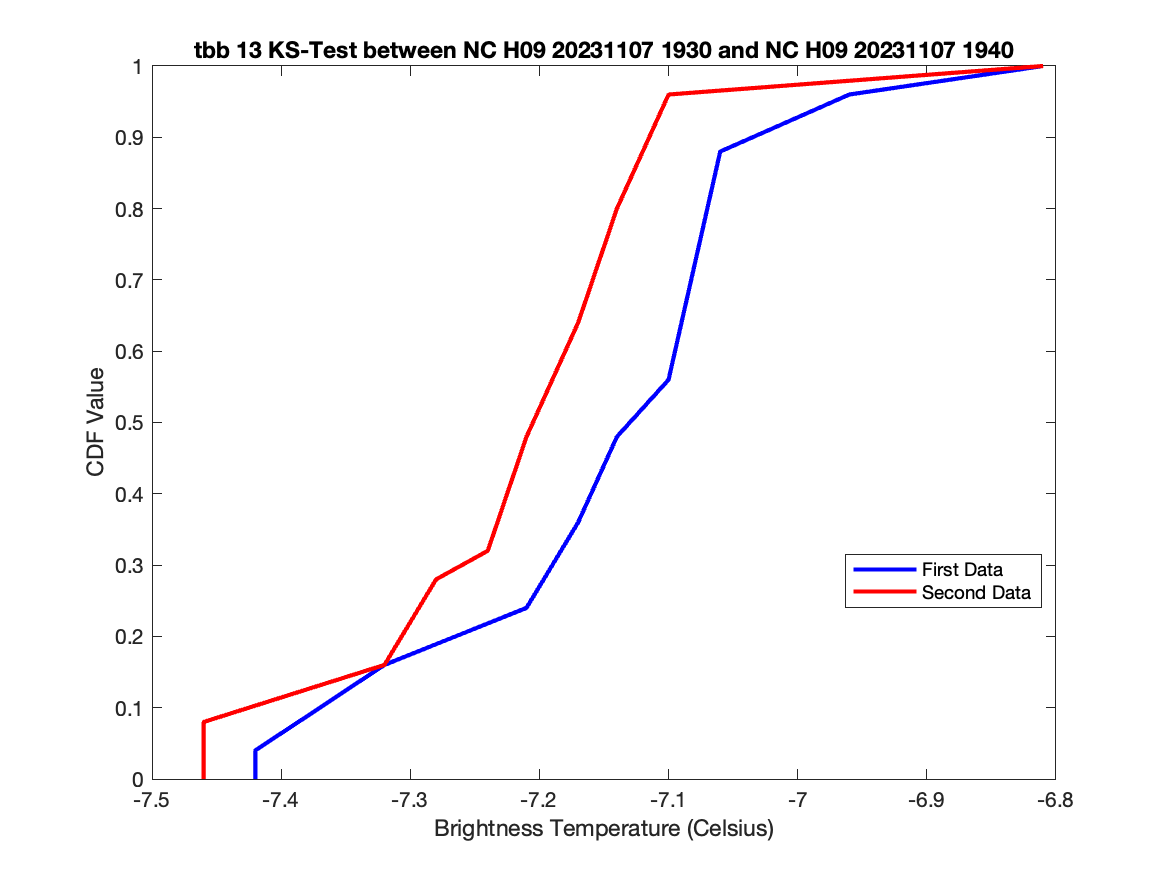 tbb 13 KS-Test between NC H09 20231107 1930 and NC H09 20231107 1940
1
0.9
0.8
0.7
0.6
0.5
0.4
0.3
0.2
0.1
0
CDF Value
First Data
Second Data
-7.5 -7.4 -7.3 -7.2 -7.1 -7 -6.9 -6.8
Brightness Temperature (Celsius)